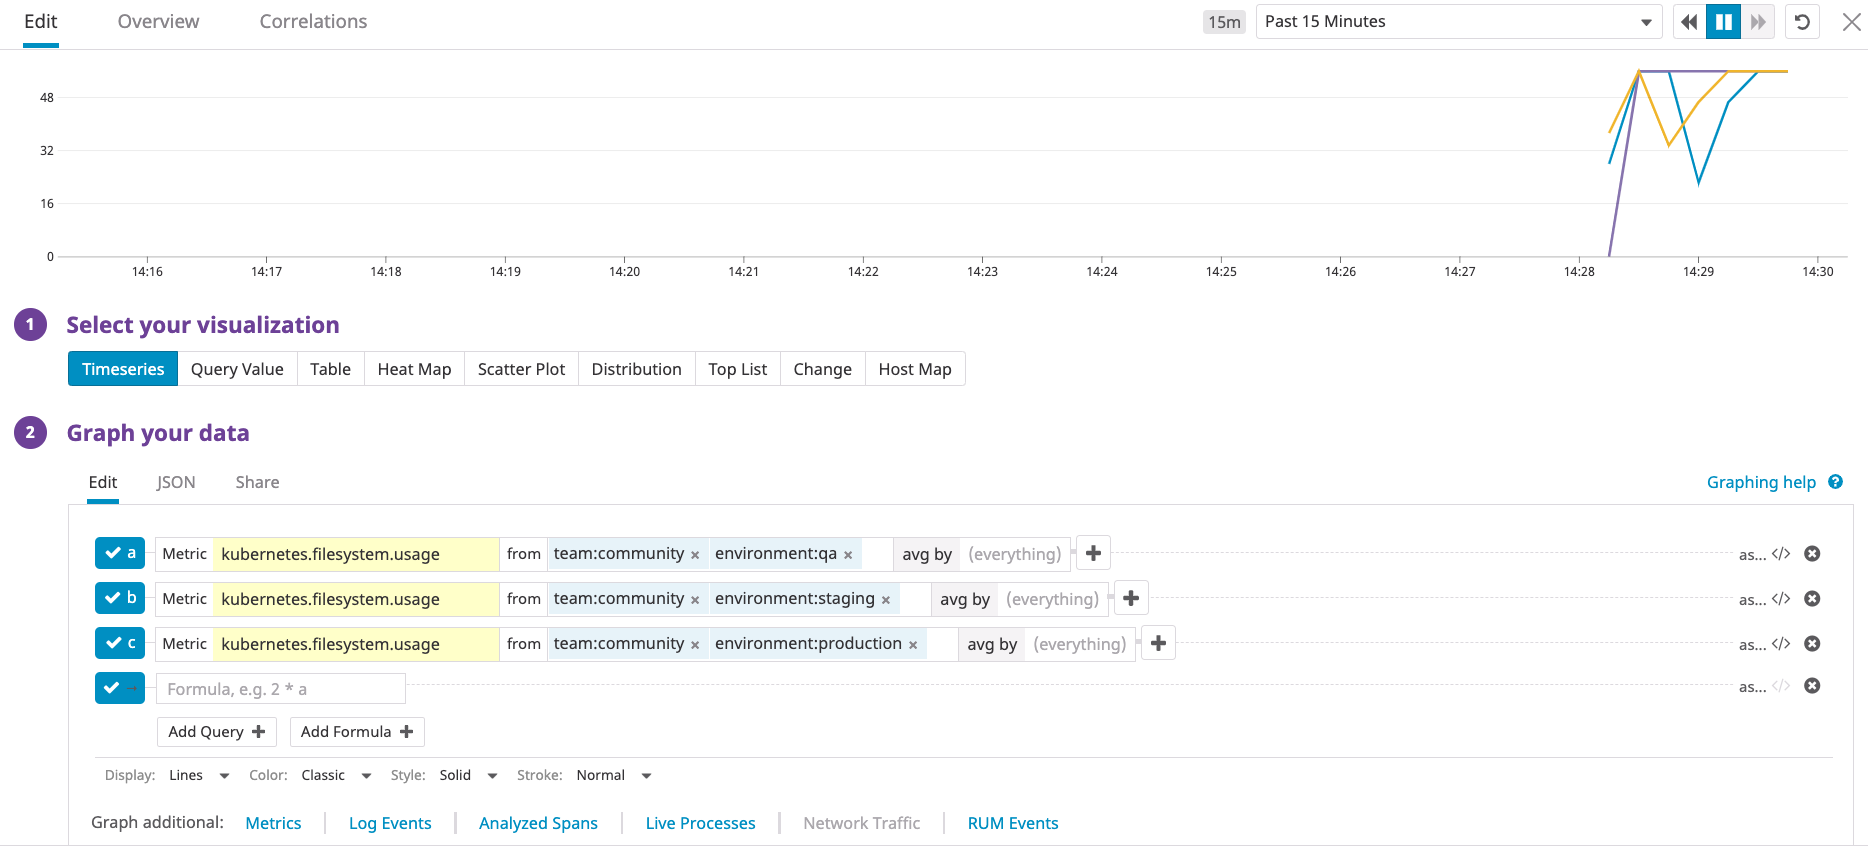 Edit Overview Correlations 15m Past 15 Minutes
48
32
16
0
14:16 14:17 14:18 14:19 14:20 14:21 14:22 14:23 14:24 14:25 14:26 14:27 14:28 14:29 14:30
1 Select your visualization
Timeseries Query Value Table Heat Map Scatter Plot Distribution Top List Change Host Map
2 Graph your data
Edit JSON Share Graphing help ?
a Metric kubernetes.filesystem.usage from team:community × environment:qa × avg by (everything) + as... </>
b Metric kubernetes.filesystem.usage from team:community × environment:staging × avg by (everything) + as... </>
c Metric kubernetes.filesystem.usage from team:community × environment:production × avg by (everything) + as... </>
→ Formula, e.g. 2 * a as... </>
Add Query + Add Formula +
Display: Lines Color: Classic Style: Solid Stroke: Normal
Graph additional: Metrics | Log Events | Analyzed Spans | Live Processes | Network Traffic | RUM Events